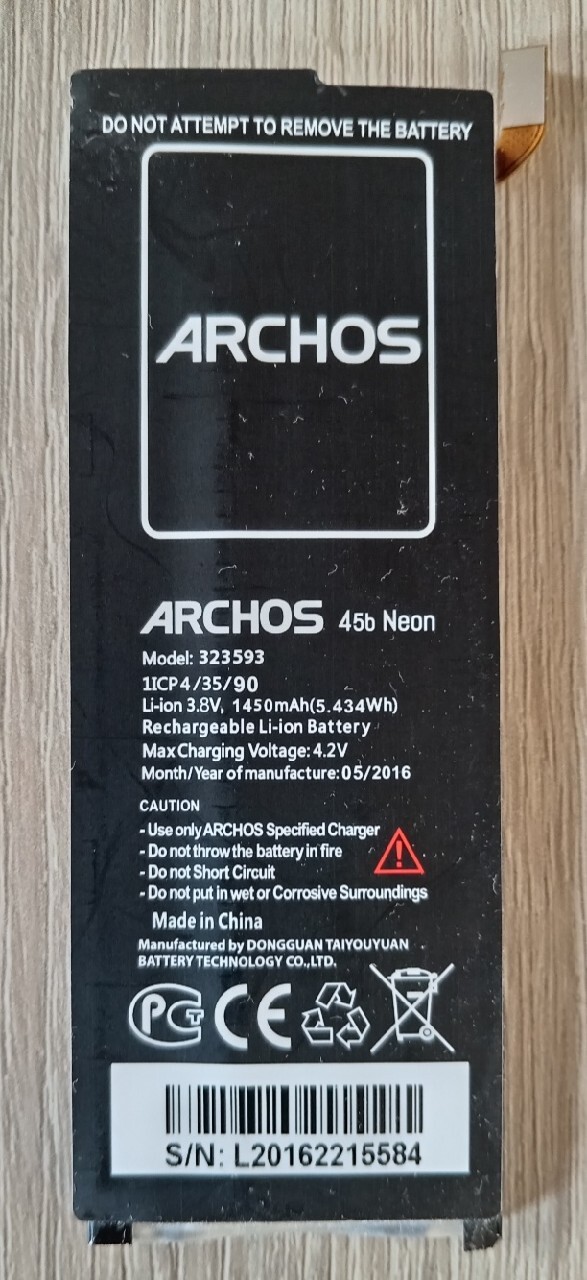 DO NOT ATTEMPT TO REMOVE THE BATTERY
ARCHOS
ARCHOS 45b Neon
Model: 323593
1ICP4/35/90
Li-ion 3.8V, 1450mAh(5.434Wh)
Rechargeable Li-ion Battery
Max Charging Voltage: 4.2V
Month/Year of manufacture:05/2016
CAUTION
- Use only ARCHOS Specified Charger
- Do not throw the battery in fire
- Do not Short Circuit
- Do not put in wet or Corrosive Surroundings
Made in China
Manufactured by DONGGUAN TAIYOUYUAN
BATTERY TECHNOLOGY CO.,LTD.
PCT CE
S/N: L20162215584